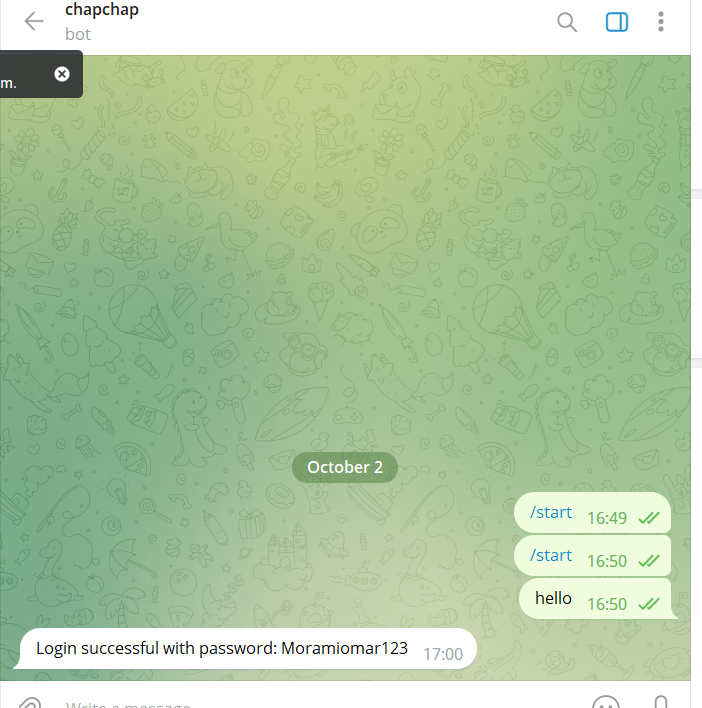 chapchap
bot
m.
October 2
/start 16:49
/start 16:50
hello 16:50
Login successful with password: Moramiomar123 17:00
Write a message